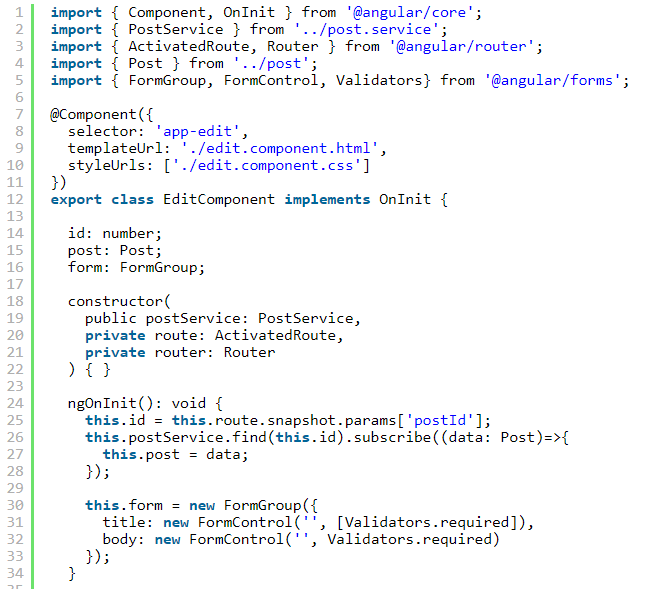 1 import { Component, OnInit } from '@angular/core';
2 import { PostService } from '../post.service';
3 import { ActivatedRoute, Router } from '@angular/router';
4 import { Post } from '../post';
5 import { FormGroup, FormControl, Validators} from '@angular/forms';
6
7 @Component({
8   selector: 'app-edit',
9   templateUrl: './edit.component.html',
10   styleUrls: ['./edit.component.css']
11 })
12 export class EditComponent implements OnInit {
13
14   id: number;
15   post: Post;
16   form: FormGroup;
17
18   constructor(
19     public postService: PostService,
20     private route: ActivatedRoute,
21     private router: Router
22   ) { }
23
24   ngOnInit(): void {
25     this.id = this.route.snapshot.params['postId'];
26     this.postService.find(this.id).subscribe((data: Post)=>{
27       this.post = data;
28     });
29
30     this.form = new FormGroup({
31       title: new FormControl('', [Validators.required]),
32       body: new FormControl('', Validators.required)
33     });
34   }